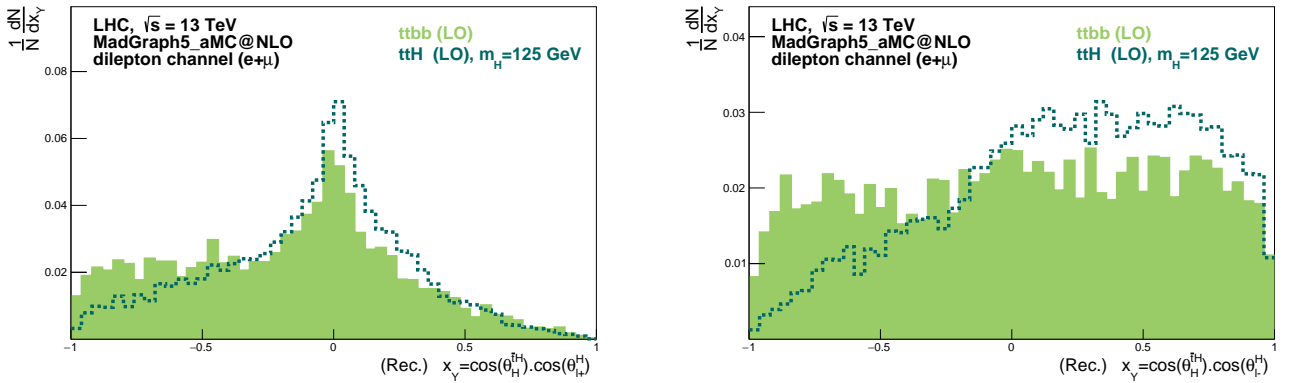 1/N dN/dx_Y
LHC, √s = 13 TeV
MadGraph5_aMC@NLO
dilepton channel (e+μ)
ttbb (LO)
ttH (LO), m_H=125 GeV
0.08
0.06
0.04
0.02
−1
−0.5
0
0.5
1
(Rec.) x_Y=cos(θ_H^{t̄H}).cos(θ_{l+}^H)
1/N dN/dx_Y
LHC, √s = 13 TeV
MadGraph5_aMC@NLO
dilepton channel (e+μ)
ttbb (LO)
ttH (LO), m_H=125 GeV
0.04
0.03
0.02
0.01
−1
−0.5
0
0.5
1
(Rec.) x_Y=cos(θ_H^{t̄H}).cos(θ_{l-}^H)